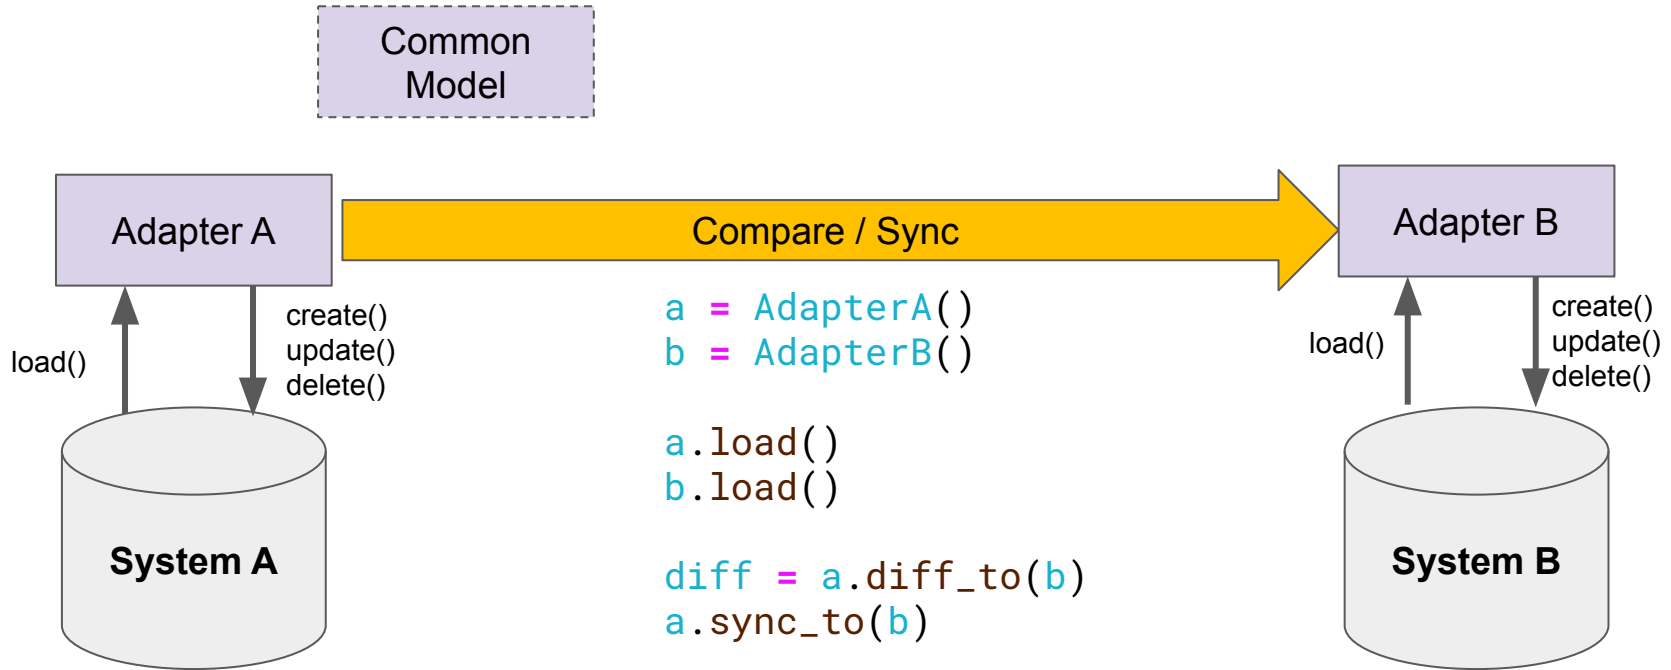 Common
Model
Adapter A
Compare / Sync
Adapter B
load()
create()
update()
delete()
a = AdapterA()
b = AdapterB()
a.load()
b.load()
diff = a.diff_to(b)
a.sync_to(b)
load()
create()
update()
delete()
System A
System B